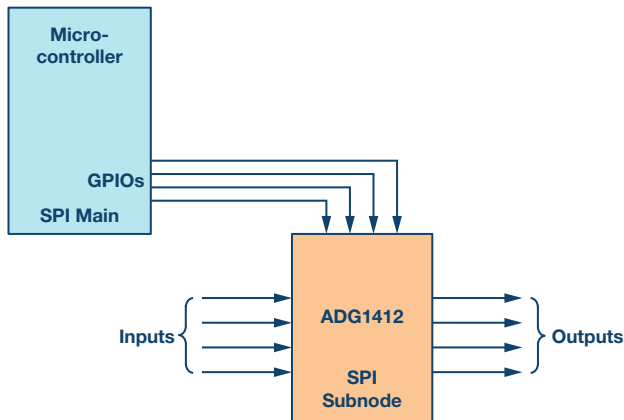 Micro-
controller
GPIOs
SPI Main
ADG1412
Inputs
Outputs
SPI
Subnode